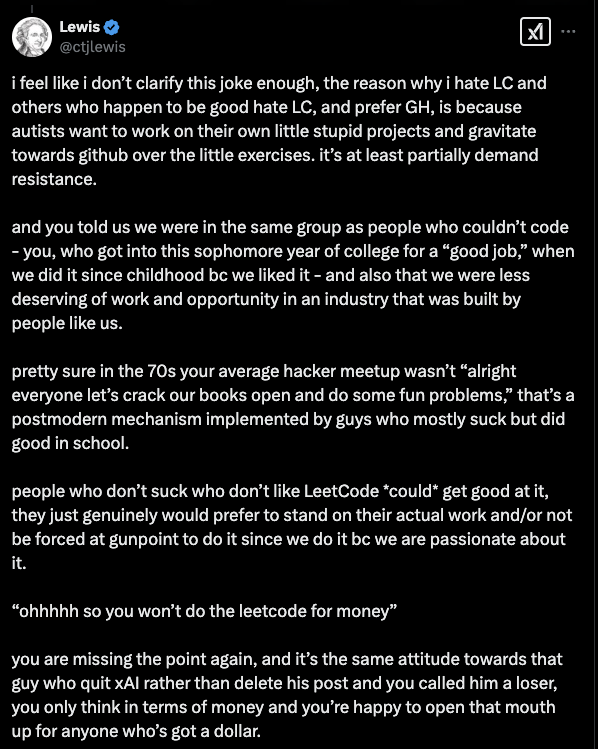 Lewis
@ctjlewis
xI
i feel like i don’t clarify this joke enough, the reason why i hate LC and
others who happen to be good hate LC, and prefer GH, is because
autists want to work on their own little stupid projects and gravitate
towards github over the little exercises. it’s at least partially demand
resistance.
and you told us we were in the same group as people who couldn’t code
– you, who got into this sophomore year of college for a “good job,” when
we did it since childhood bc we liked it – and also that we were less
deserving of work and opportunity in an industry that was built by
people like us.
pretty sure in the 70s your average hacker meetup wasn’t “alright
everyone let’s crack our books open and do some fun problems,” that’s a
postmodern mechanism implemented by guys who mostly suck but did
good in school.
people who don’t suck who don’t like LeetCode *could* get good at it,
they just genuinely would prefer to stand on their actual work and/or not
be forced at gunpoint to do it since we do it bc we are passionate about
it.
“ohhhhh so you won’t do the leetcode for money”
you are missing the point again, and it’s the same attitude towards that
guy who quit xAI rather than delete his post and you called him a loser,
you only think in terms of money and you’re happy to open that mouth
up for anyone who’s got a dollar.